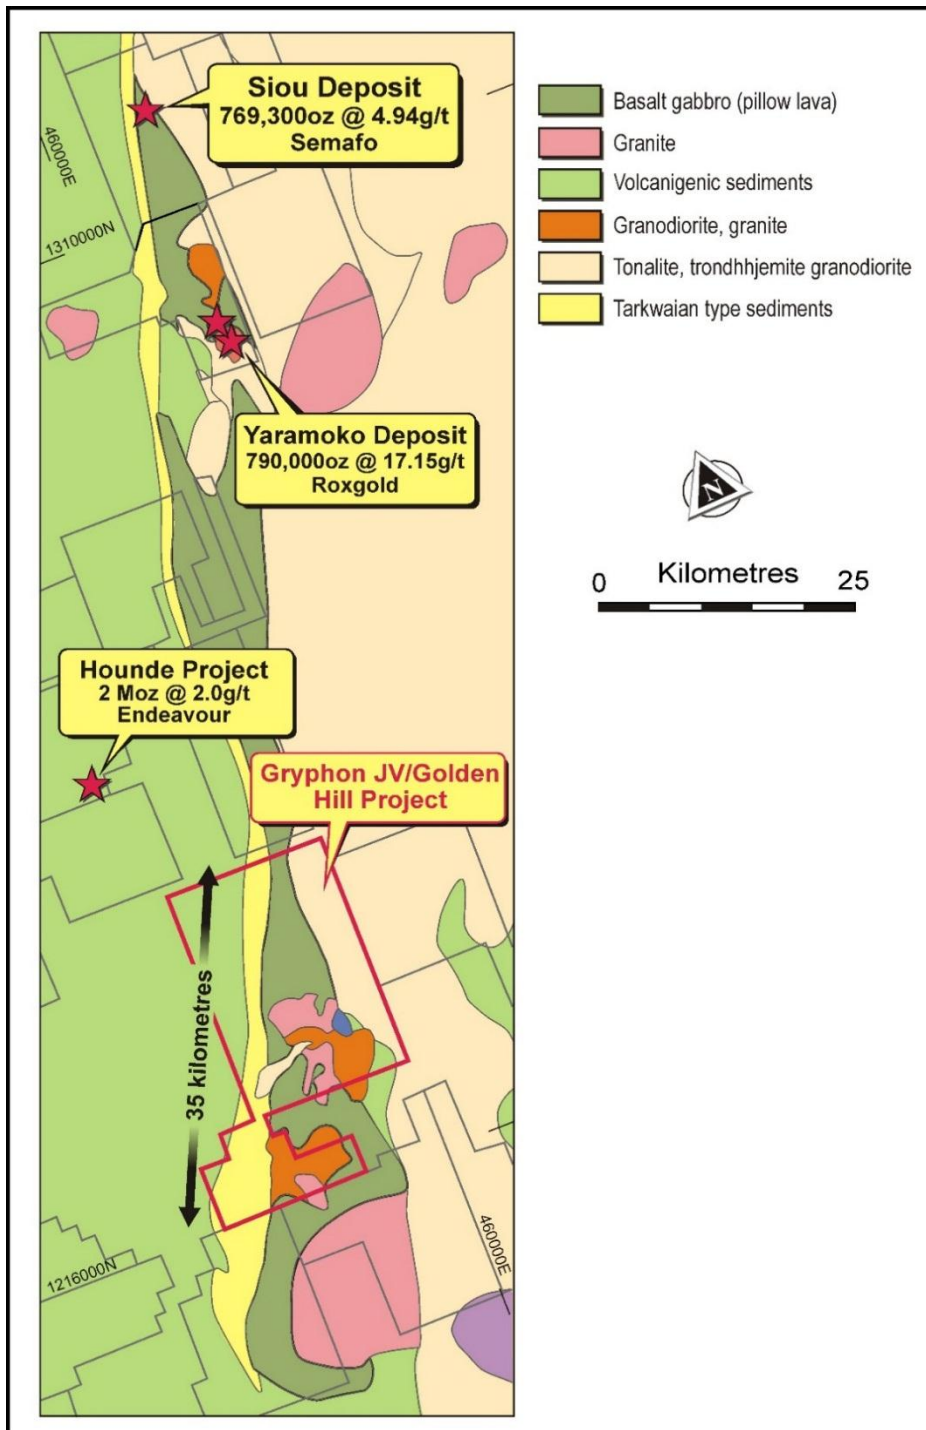 Siou Deposit
769,300oz @ 4.94g/t
Semafo
460000E
1310000N
Yaramoko Deposit
790,000oz @ 17.15g/t
Roxgold
Hounde Project
2 Moz @ 2.0g/t
Endeavour
Gryphon JV/Golden
Hill Project
35 kilometres
1216000N
460000E
Basalt gabbro (pillow lava)
Granite
Volcanigenic sediments
Granodiorite, granite
Tonalite, trondhhjemite granodiorite
Tarkwaian type sediments
N
Kilometres
0
25